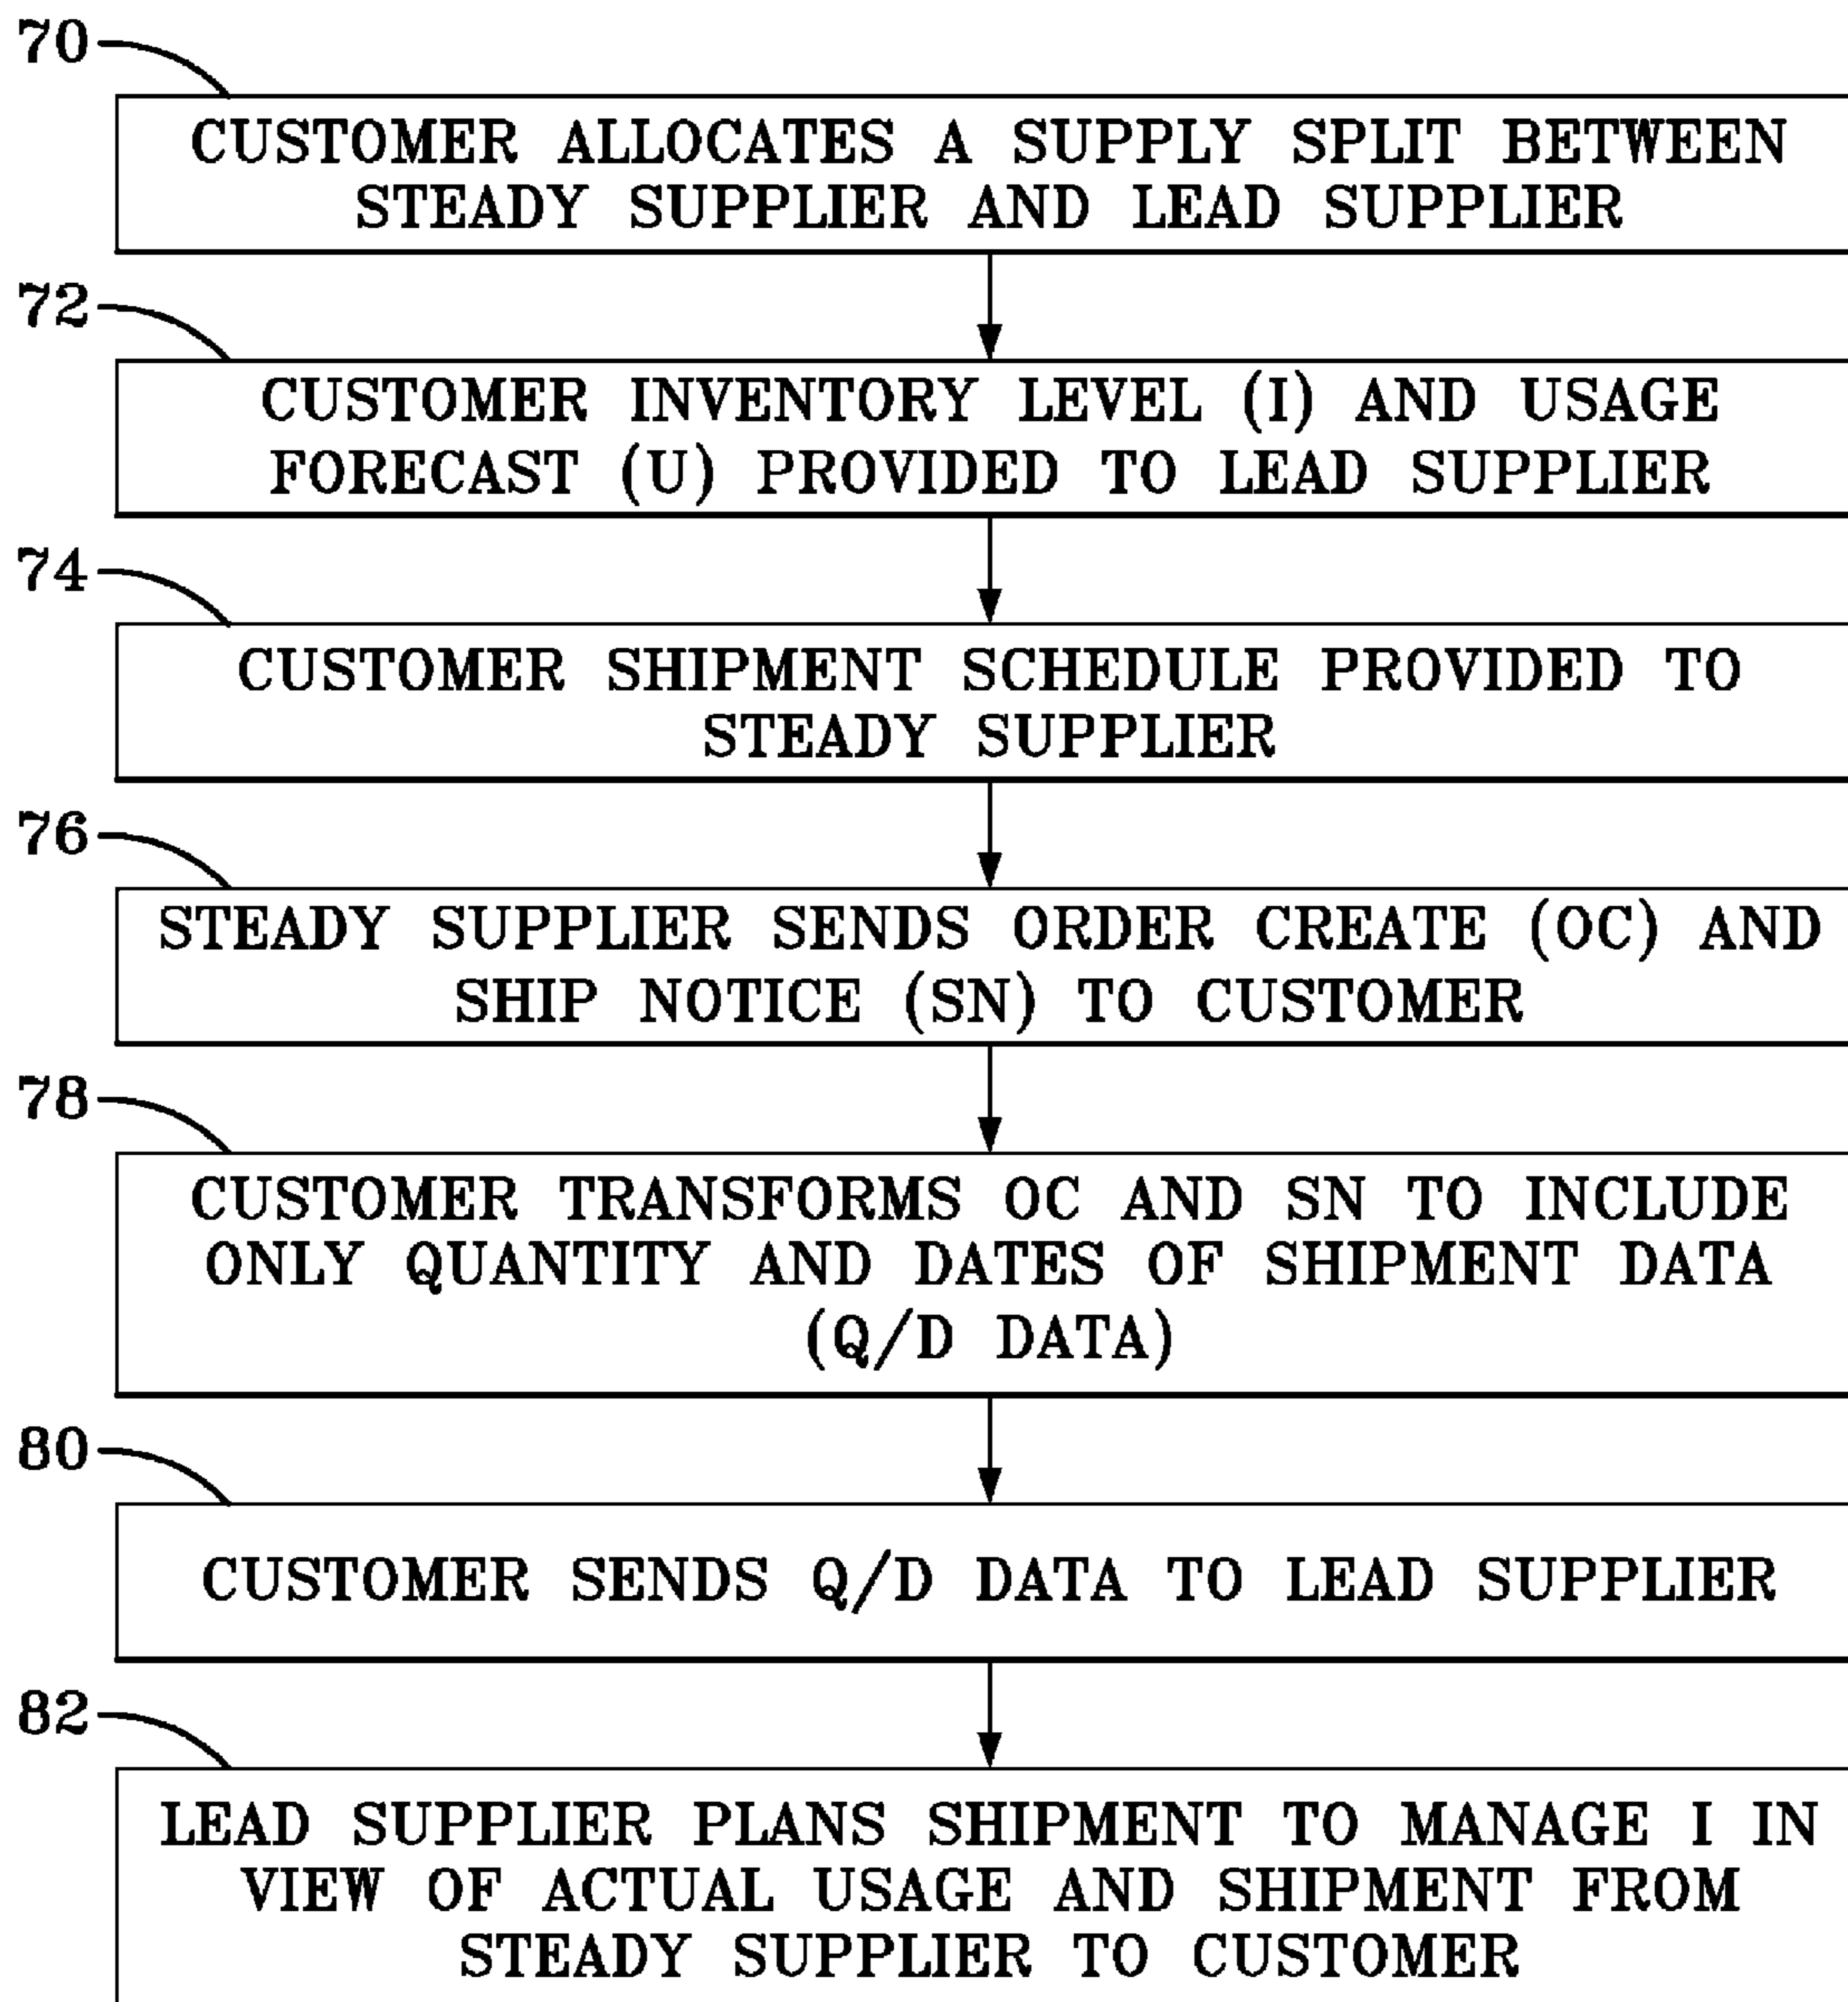 70
CUSTOMER ALLOCATES A SUPPLY SPLIT BETWEEN
STEADY SUPPLIER AND LEAD SUPPLIER
72
CUSTOMER INVENTORY LEVEL (I) AND USAGE
FORECAST (U) PROVIDED TO LEAD SUPPLIER
74
CUSTOMER SHIPMENT SCHEDULE PROVIDED TO
STEADY SUPPLIER
76
STEADY SUPPLIER SENDS ORDER CREATE (OC) AND
SHIP NOTICE (SN) TO CUSTOMER
78
CUSTOMER TRANSFORMS OC AND SN TO INCLUDE
ONLY QUANTITY AND DATES OF SHIPMENT DATA
(Q/D DATA)
80
CUSTOMER SENDS Q/D DATA TO LEAD SUPPLIER
82
LEAD SUPPLIER PLANS SHIPMENT TO MANAGE I IN
VIEW OF ACTUAL USAGE AND SHIPMENT FROM
STEADY SUPPLIER TO CUSTOMER